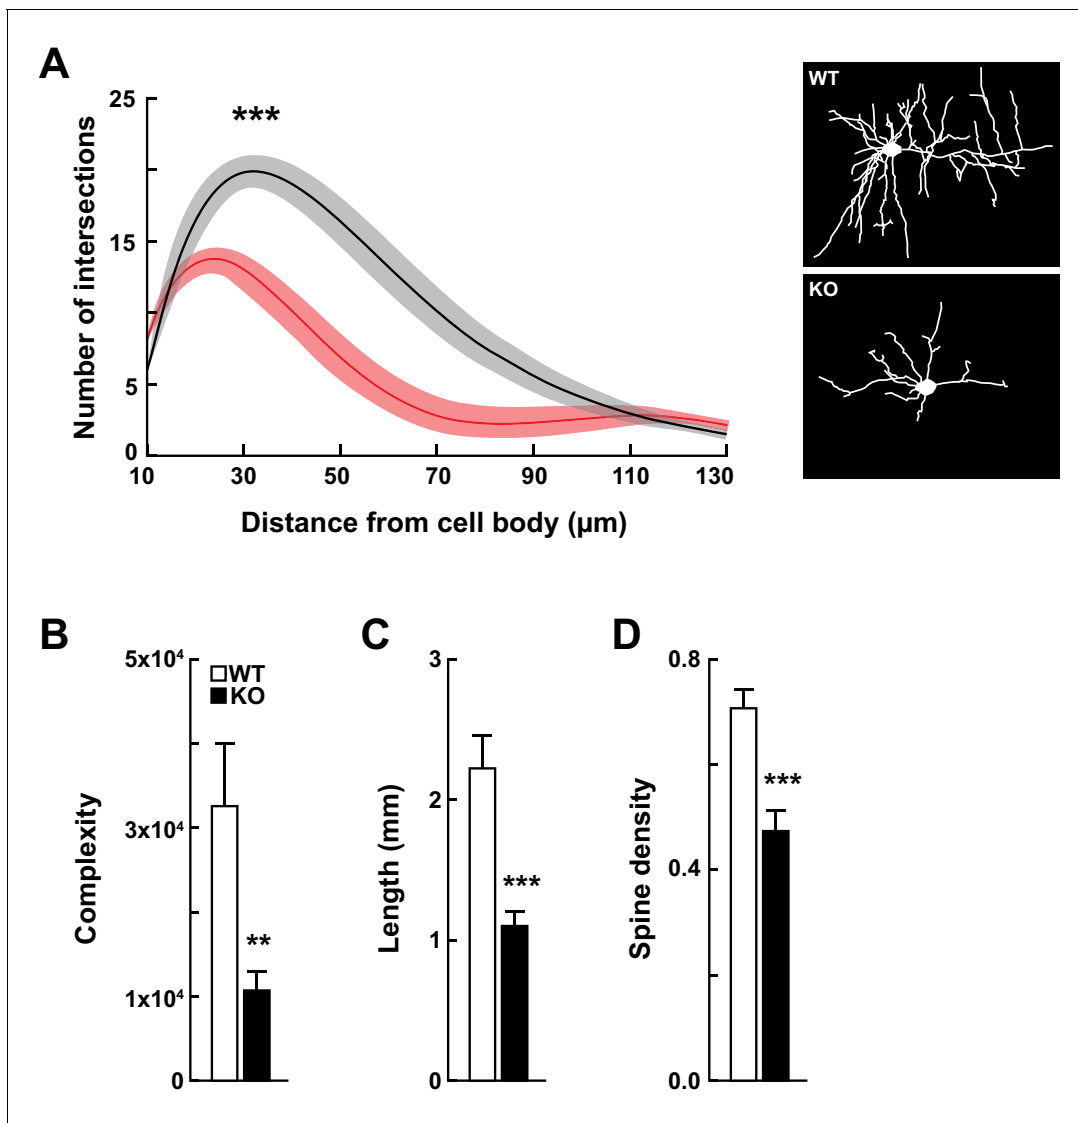 A
25
15
5
0
Number of intersections
***
10 30 50 70 90 110 130
Distance from cell body (µm)
WT
KO
B
5x10⁴
3x10⁴
1x10⁴
0
Complexity
WT
KO
**
C
3
2
1
0
Length (mm)
***
D
0.8
0.4
0.0
Spine density
***